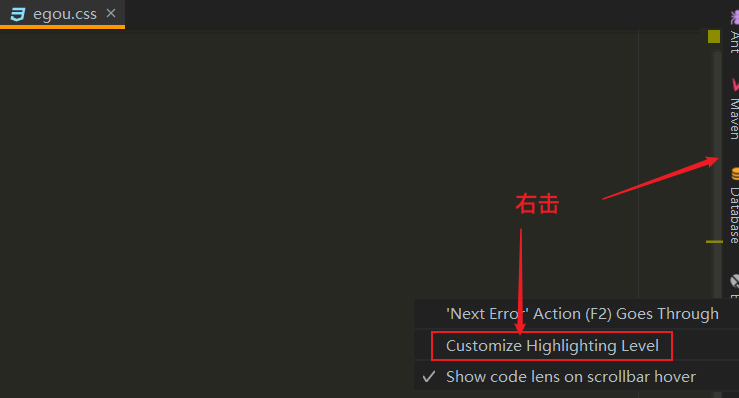 egou.css
Ant
Maven
Database
右击
'Next Error' Action (F2) Goes Through
Customize Highlighting Level
Show code lens on scrollbar hover